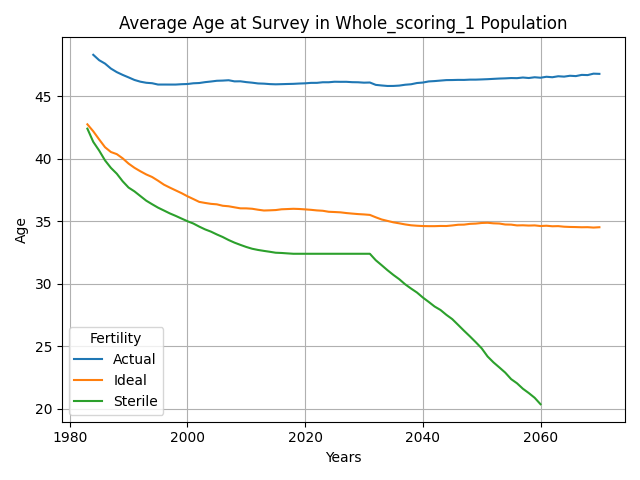 Average Age at Survey in Whole_scoring_1 Population
Age
45
40
35
30
25
20
Fertility
Actual
Ideal
Sterile
1980 2000 2020 2040 2060
Years